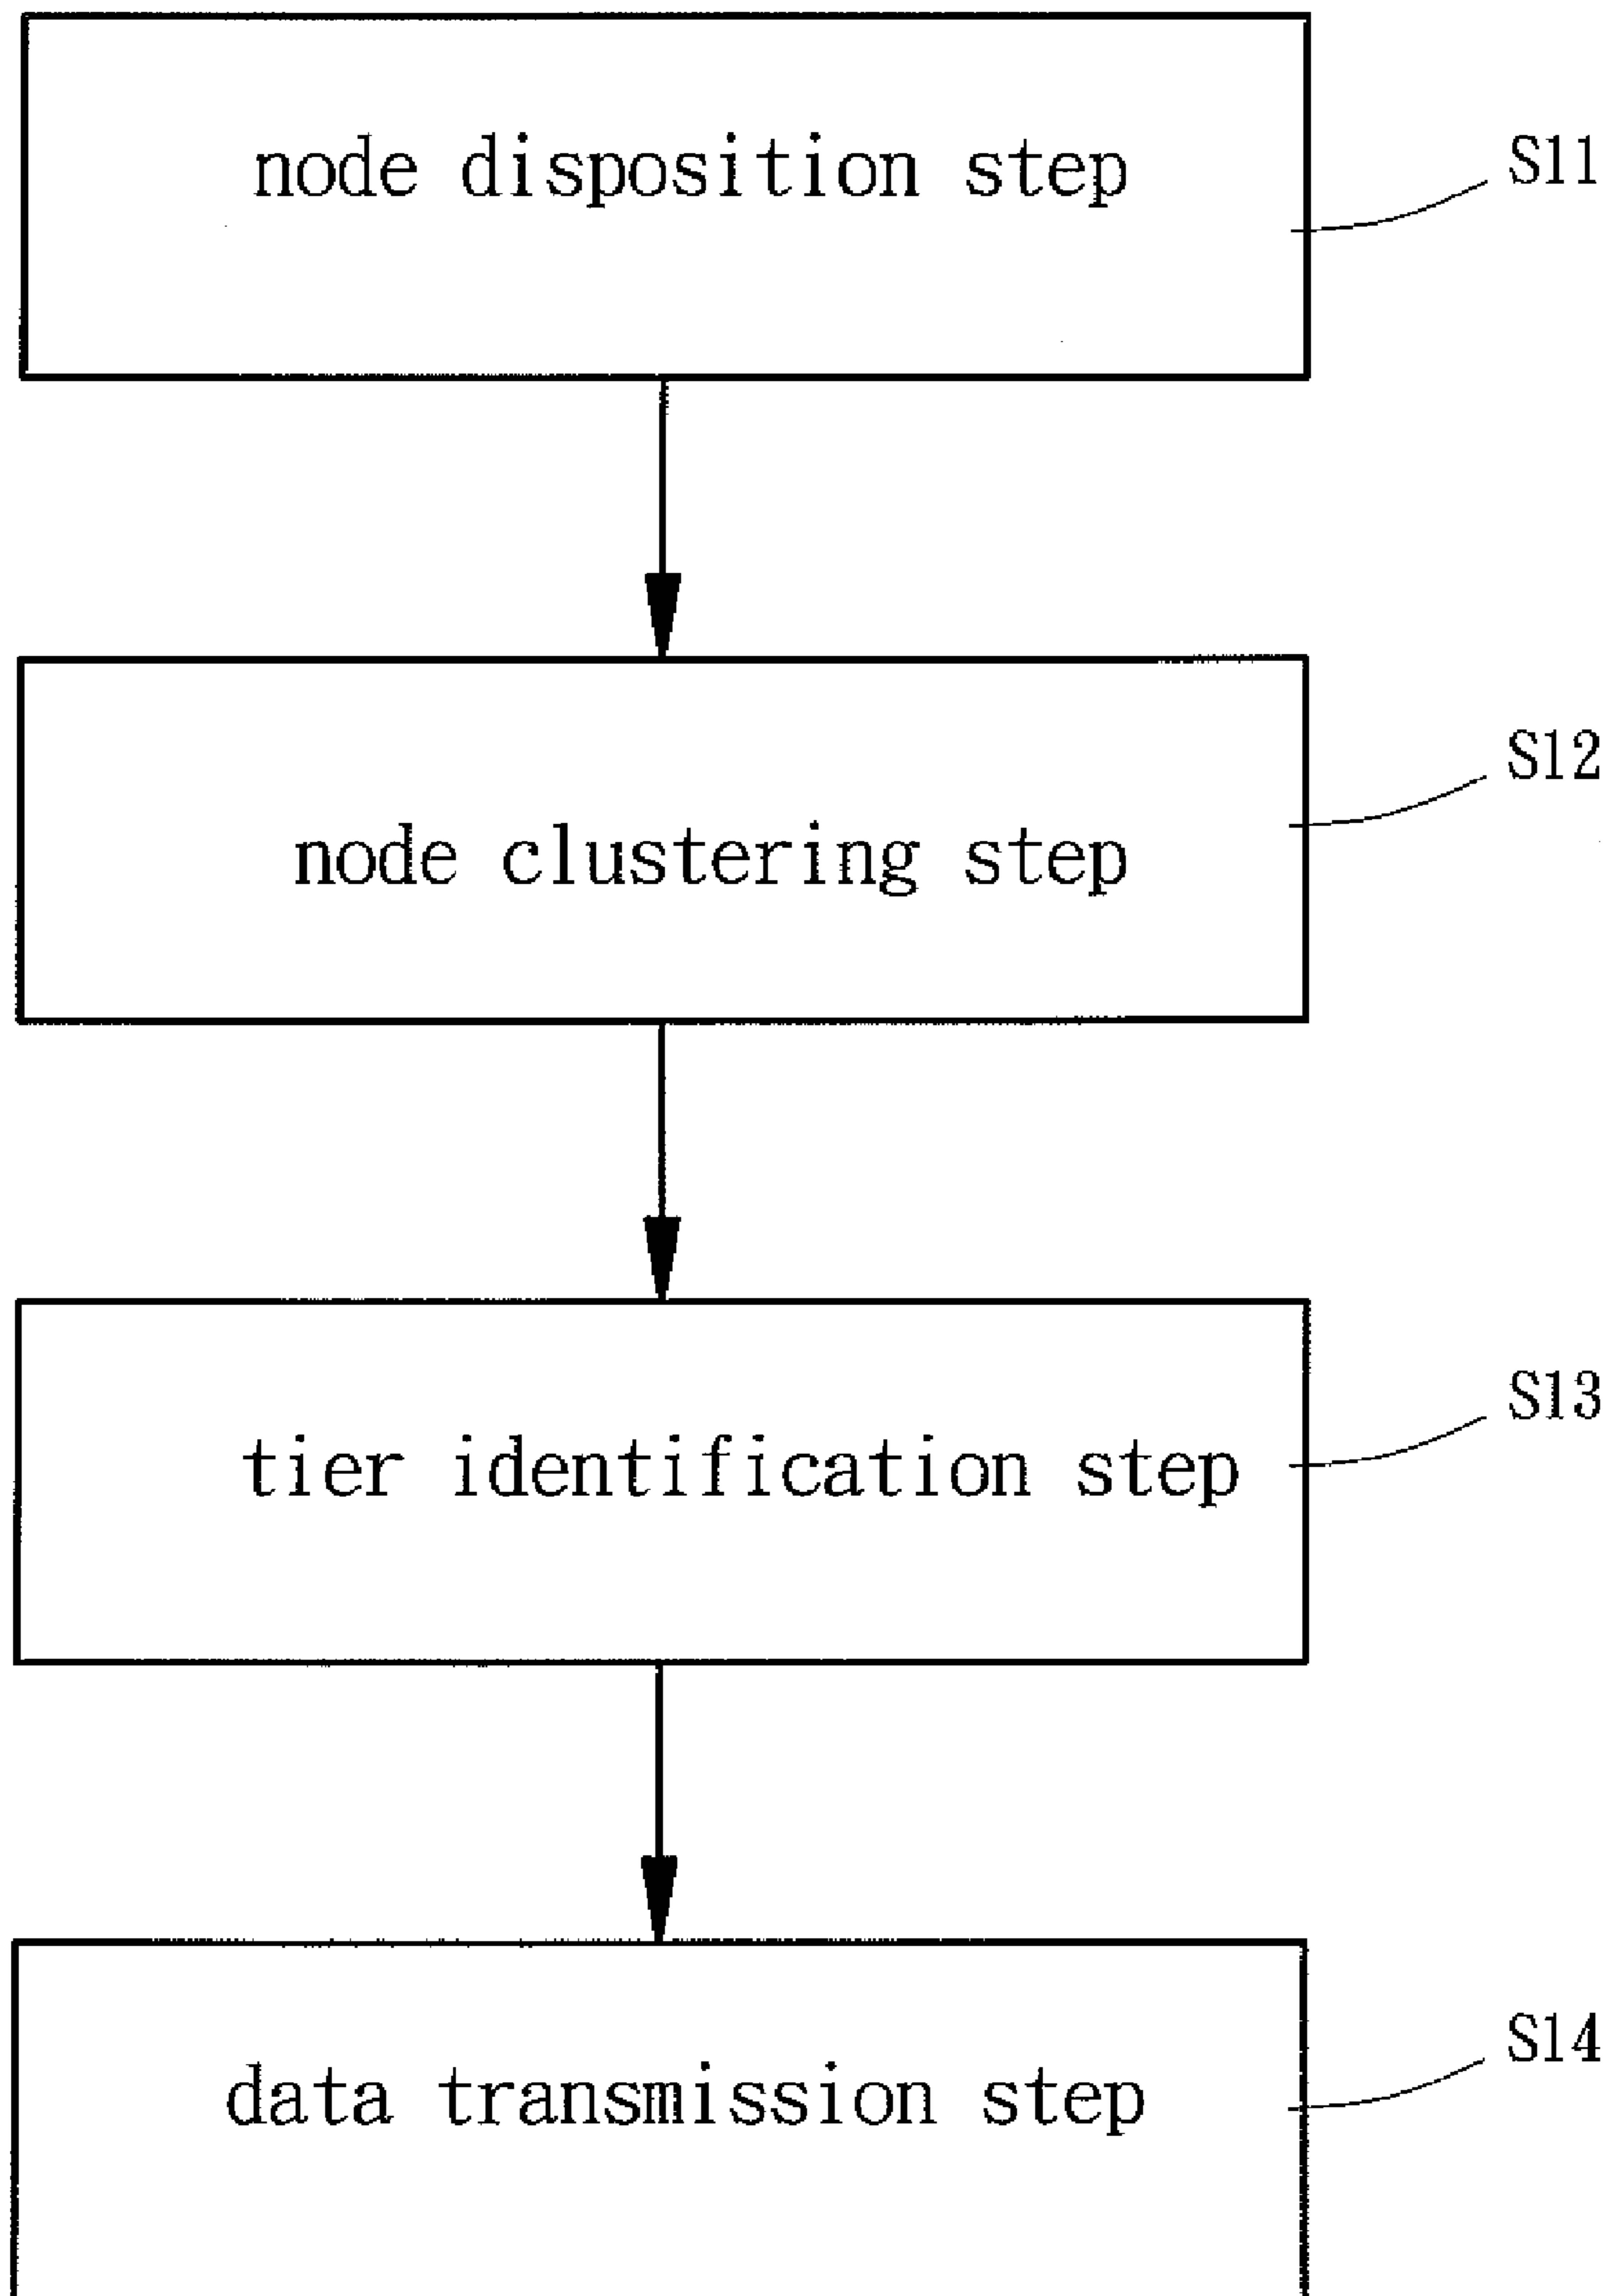 node disposition step
S11
node clustering step
S12
tier identification step
S13
data transmission step
S14